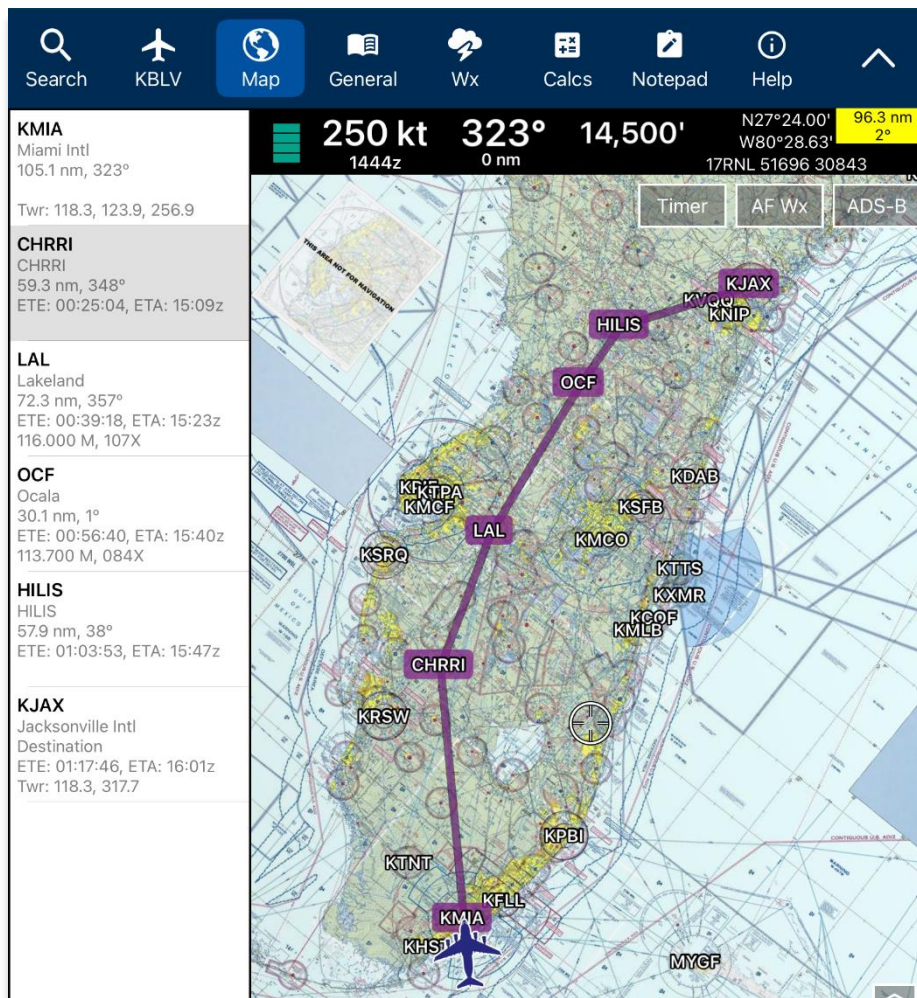 Search
KBLV
Map
General
Wx
Calcs
Notepad
Help
KMIA
Miami Intl
105.1 nm, 323°
Twr: 118.3, 123.9, 256.9
CHRRI
CHRRI
59.3 nm, 348°
ETE: 00:25:04, ETA: 15:09z
LAL
Lakeland
72.3 nm, 357°
ETE: 00:39:18, ETA: 15:23z
116.000 M, 107X
OCF
Ocala
30.1 nm, 1°
ETE: 00:56:40, ETA: 15:40z
113.700 M, 084X
HILIS
HILIS
57.9 nm, 38°
ETE: 01:03:53, ETA: 15:47z
KJAX
Jacksonville Intl
Destination
ETE: 01:17:46, ETA: 16:01z
Twr: 118.3, 317.7
250 kt
1444z
323°
0 nm
14,500'
N27°24.00'
W80°28.63'
17RNL 51696 30843
96.3 nm
2°
Timer
AF Wx
ADS-B
THIS AREA NOT FOR NAVIGATION
KJAX
KVQQ
KNIP
HILIS
OCF
KDAB
KTPA
KMCF
KSFB
LAL
KMCO
KSRQ
KTTS
KXMR
KCOF
KMLB
CHRRI
KRSW
KPBI
KTNT
KFLL
KMIA
MYGF
CONTIGUOUS U.S. ADIZ